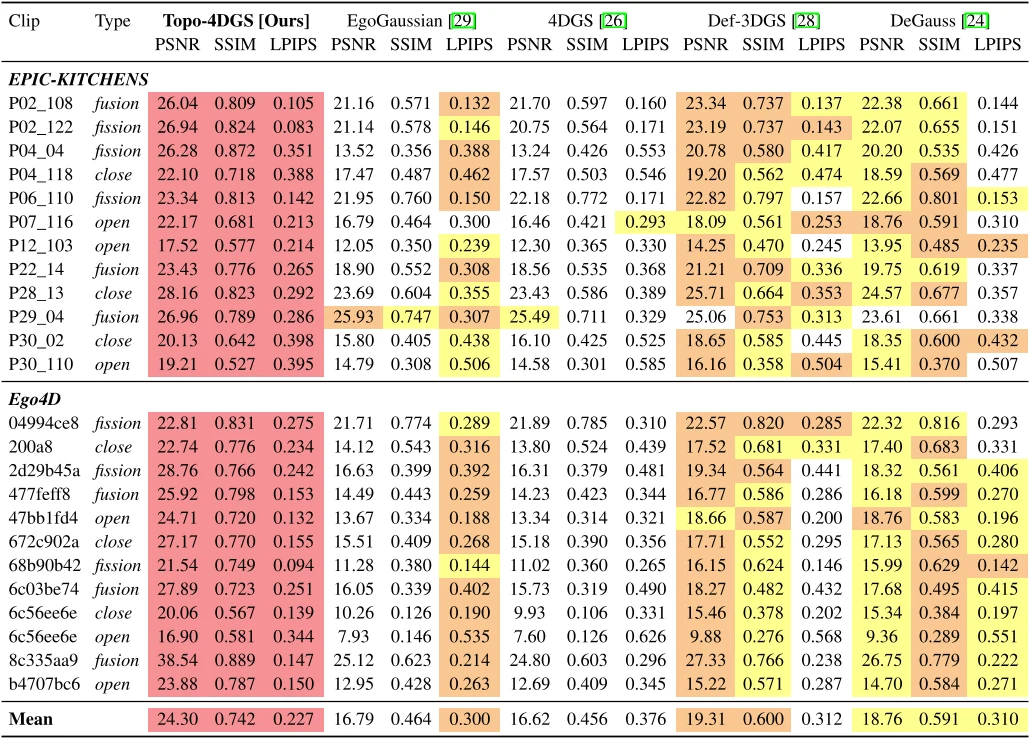 Clip Type Topo-4DGS [Ours] EgoGaussian [29] 4DGS [26] Def-3DGS [28] DeGauss [24]
PSNR SSIM LPIPS PSNR SSIM LPIPS PSNR SSIM LPIPS PSNR SSIM LPIPS PSNR SSIM LPIPS
EPIC-KITCHENS
P02_108 fusion 26.04 0.809 0.105 21.16 0.571 0.132 21.70 0.597 0.160 23.34 0.737 0.137 22.38 0.661 0.144
P02_122 fission 26.94 0.824 0.083 21.14 0.578 0.146 20.75 0.564 0.171 23.19 0.737 0.143 22.07 0.655 0.151
P04_04 fission 26.28 0.872 0.351 13.52 0.356 0.388 13.24 0.426 0.553 20.78 0.580 0.417 20.20 0.535 0.426
P04_118 close 22.10 0.718 0.388 17.47 0.487 0.462 17.57 0.503 0.546 19.20 0.562 0.474 18.59 0.569 0.477
P06_110 fission 23.34 0.813 0.142 21.95 0.760 0.150 22.18 0.772 0.171 22.82 0.797 0.157 22.66 0.801 0.153
P07_116 open 22.17 0.681 0.213 16.79 0.464 0.300 16.46 0.421 0.293 18.09 0.561 0.253 18.76 0.591 0.310
P12_103 open 17.52 0.577 0.214 12.05 0.350 0.239 12.30 0.365 0.330 14.25 0.470 0.245 13.95 0.485 0.235
P22_14 fusion 23.43 0.776 0.265 18.90 0.552 0.308 18.56 0.535 0.368 21.21 0.709 0.336 19.75 0.619 0.337
P28_13 close 28.16 0.823 0.292 23.69 0.604 0.355 23.43 0.586 0.389 25.71 0.664 0.353 24.57 0.677 0.357
P29_04 fusion 26.96 0.789 0.286 25.93 0.747 0.307 25.49 0.711 0.329 25.06 0.753 0.313 23.61 0.661 0.338
P30_02 close 20.13 0.642 0.398 15.80 0.405 0.438 16.10 0.425 0.525 18.65 0.585 0.445 18.35 0.600 0.432
P30_110 open 19.21 0.527 0.395 14.79 0.308 0.506 14.58 0.301 0.585 16.16 0.358 0.504 15.41 0.370 0.507
Ego4D
04994ce8 fission 22.81 0.831 0.275 21.71 0.774 0.289 21.89 0.785 0.310 22.57 0.820 0.285 22.32 0.816 0.293
200a8 close 22.74 0.776 0.234 14.12 0.543 0.316 13.80 0.524 0.439 17.52 0.681 0.331 17.40 0.683 0.331
2d29b45a fission 28.76 0.766 0.242 16.63 0.399 0.392 16.31 0.379 0.481 19.34 0.564 0.441 18.32 0.561 0.406
477feff8 fusion 25.92 0.798 0.153 14.49 0.443 0.259 14.23 0.423 0.344 16.77 0.586 0.286 16.18 0.599 0.270
47bb1fd4 open 24.71 0.720 0.132 13.67 0.334 0.188 13.34 0.314 0.321 18.66 0.587 0.200 18.76 0.583 0.196
672c902a close 27.17 0.770 0.155 15.51 0.409 0.268 15.18 0.390 0.356 17.71 0.552 0.295 17.13 0.565 0.280
68b90b42 fission 21.54 0.749 0.094 11.28 0.380 0.144 11.02 0.360 0.265 16.15 0.624 0.146 15.99 0.629 0.142
6c03be74 fusion 27.89 0.723 0.251 16.05 0.339 0.402 15.73 0.319 0.490 18.27 0.482 0.432 17.68 0.495 0.415
6c56ee6e close 20.06 0.567 0.139 10.26 0.126 0.190 9.93 0.106 0.331 15.46 0.378 0.202 15.34 0.384 0.197
6c56ee6e open 16.90 0.581 0.344 7.93 0.146 0.535 7.60 0.126 0.626 9.88 0.276 0.568 9.36 0.289 0.551
8c335aa9 fusion 38.54 0.889 0.147 25.12 0.623 0.214 24.80 0.603 0.296 27.33 0.766 0.238 26.75 0.779 0.222
b4707bc6 open 23.88 0.787 0.150 12.95 0.428 0.263 12.69 0.409 0.345 15.22 0.571 0.287 14.70 0.584 0.271
Mean 24.30 0.742 0.227 16.79 0.464 0.300 16.62 0.456 0.376 19.31 0.600 0.312 18.76 0.591 0.310